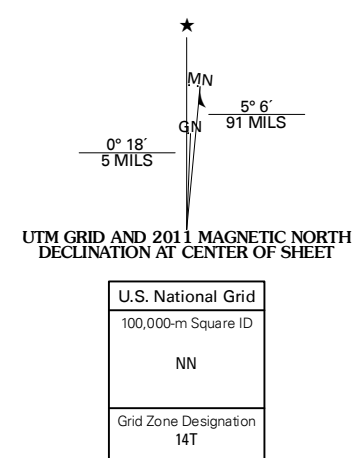 ★
MN
GN
5° 6´
91 MILS
0° 18´
5 MILS
UTM GRID AND 2011 MAGNETIC NORTH
DECLINATION AT CENTER OF SHEET
U.S. National Grid
100,000-m Square ID
NN
Grid Zone Designation
14T